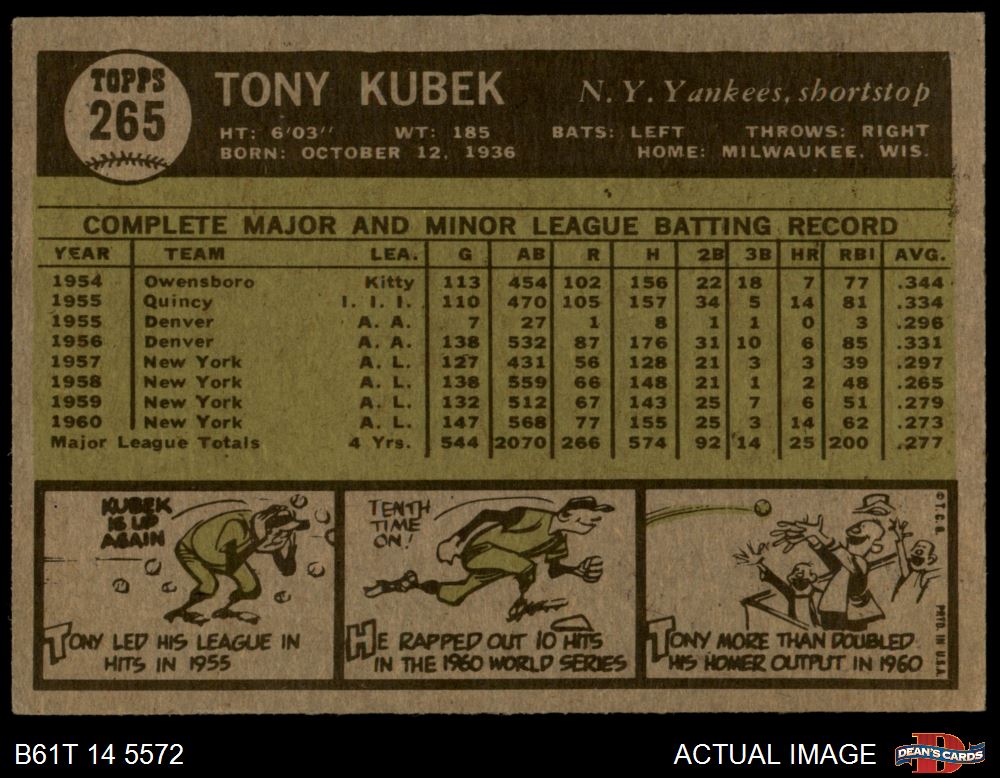 TOPPS
265
TONY KUBEK
N. Y. Yankees, shortstop
HT: 6'03" WT: 185 BATS: LEFT THROWS: RIGHT
BORN: OCTOBER 12, 1936 HOME: MILWAUKEE, WIS.
COMPLETE MAJOR AND MINOR LEAGUE BATTING RECORD
YEAR TEAM LEA. G AB R H 2B 3B HR RBI AVG.
1954 Owensboro Kitty 113 454 102 156 22 18 7 77 .344
1955 Quincy I. I. I. 110 470 105 157 34 5 14 81 .334
1955 Denver A. A. 7 27 1 8 1 1 0 3 .296
1956 Denver A. A. 138 532 87 176 31 10 6 85 .331
1957 New York A. L. 127 431 56 128 21 3 3 39 .297
1958 New York A. L. 138 559 66 148 21 1 2 48 .265
1959 New York A. L. 132 512 67 143 25 7 6 51 .279
1960 New York A. L. 147 568 77 155 25 3 14 62 .273
Major League Totals 4 Yrs. 544 2070 266 574 92 14 25 200 .277
KUBEK
IS UP
AGAIN
TONY LED HIS LEAGUE IN
HITS IN 1955
TENTH
TIME
ON!
HE RAPPED OUT 10 HITS
IN THE 1960 WORLD SERIES
TONY MORE THAN DOUBLED
HIS HOMER OUTPUT IN 1960
© T. C. G.
PRTD IN U.S.A.
B61T 14 5572
ACTUAL IMAGE
DEAN'S CARDS